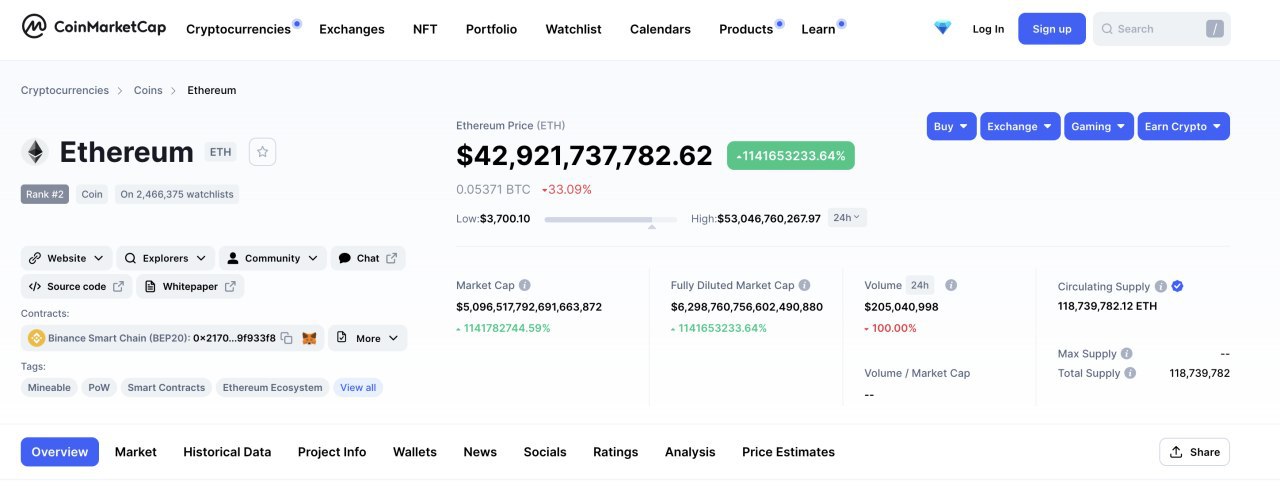 CoinMarketCap Cryptocurrencies Exchanges NFT Portfolio Watchlist Calendars Products Learn Log In Sign up Search /
Cryptocurrencies > Coins > Ethereum
Ethereum ETH
Rank #2 Coin On 2,466,375 watchlists
Website Explorers Community Chat
Source code Whitepaper
Contracts:
Binance Smart Chain (BEP20): 0x2170...9f933f8 More
Tags:
Mineable PoW Smart Contracts Ethereum Ecosystem View all
Ethereum Price (ETH)
$42,921,737,782.62 1141653233.64%
0.05371 BTC 33.09%
Low:$3,700.10 High:$53,046,760,267.97 24h
Buy Exchange Gaming Earn Crypto
Market Cap
$5,096,517,792,691,663,872
1141782744.59%
Fully Diluted Market Cap
$6,298,760,756,602,490,880
1141653233.64%
Volume 24h
$205,040,998
100.00%
Volume / Market Cap
--
Circulating Supply
118,739,782.12 ETH
Max Supply --
Total Supply 118,739,782
Overview Market Historical Data Project Info Wallets News Socials Ratings Analysis Price Estimates Share